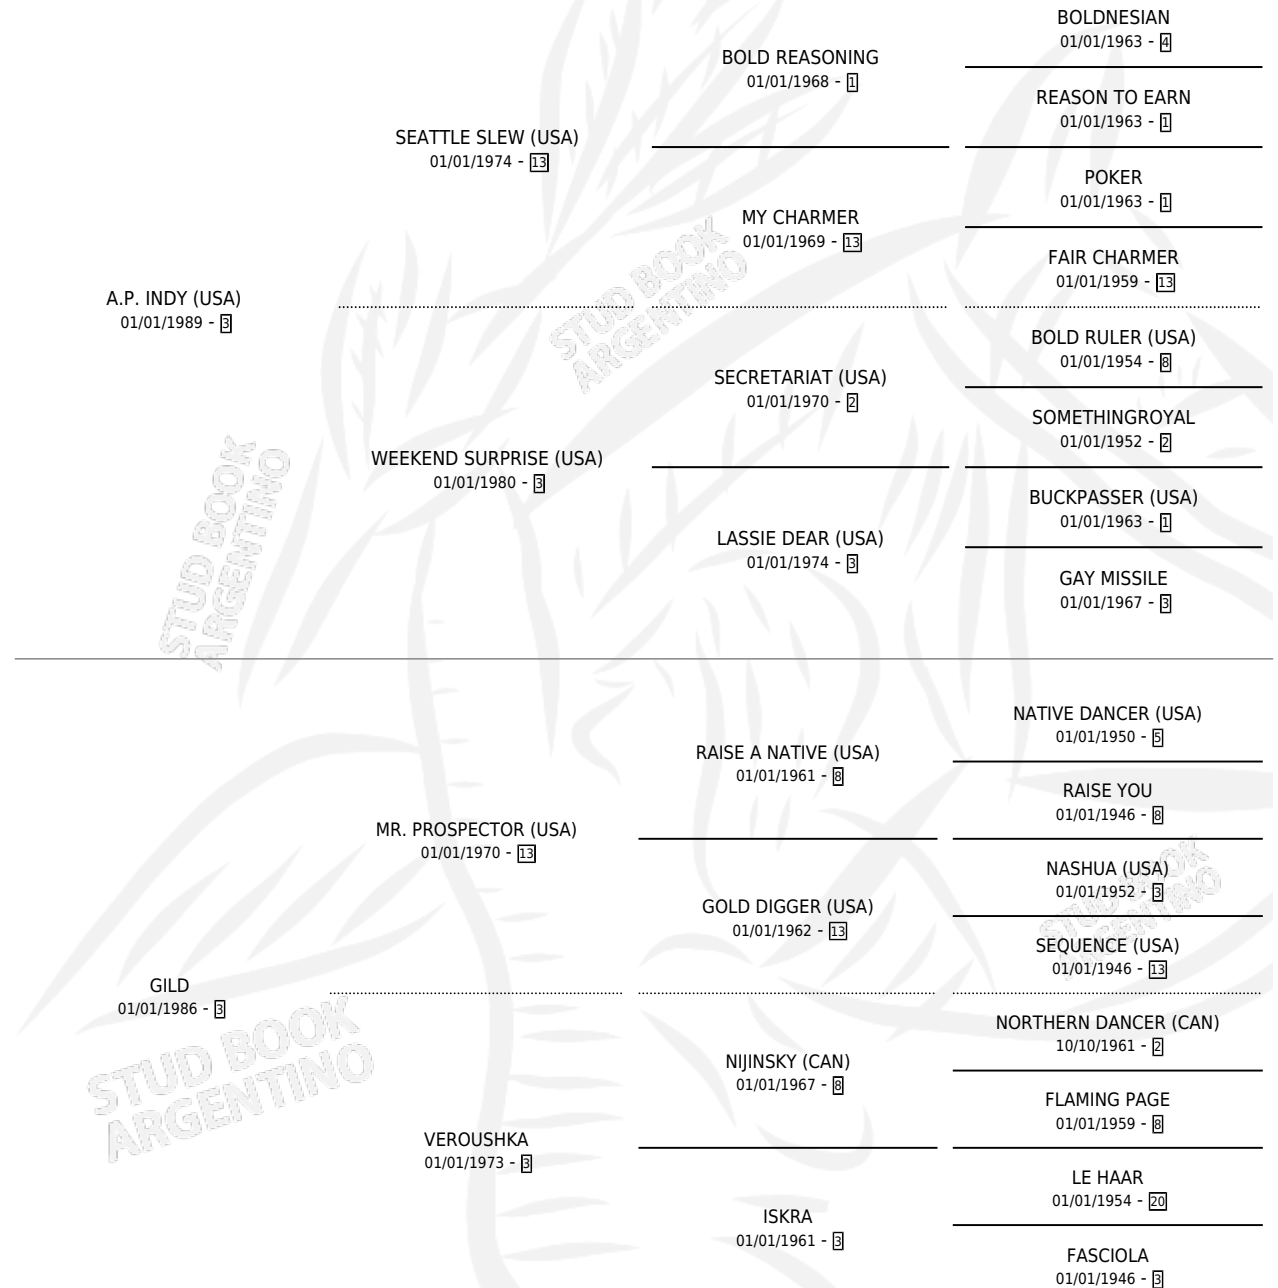 BOLDNESIAN
01/01/1963 - 4
BOLD REASONING
01/01/1968 - 1
REASON TO EARN
01/01/1963 - 1
SEATTLE SLEW (USA)
01/01/1974 - 13
POKER
01/01/1963 - 1
MY CHARMER
01/01/1969 - 13
FAIR CHARMER
01/01/1959 - 13
A.P. INDY (USA)
01/01/1989 - 3
STUD BOOK
ARGENTINO
BOLD RULER (USA)
01/01/1954 - 8
SECRETARIAT (USA)
01/01/1970 - 2
SOMETHINGROYAL
01/01/1952 - 2
WEEKEND SURPRISE (USA)
01/01/1980 - 3
BUCKPASSER (USA)
01/01/1963 - 1
LASSIE DEAR (USA)
01/01/1974 - 3
GAY MISSILE
01/01/1967 - 3
STUD BOOK
ARGENTINO
NATIVE DANCER (USA)
01/01/1950 - 5
RAISE A NATIVE (USA)
01/01/1961 - 8
RAISE YOU
01/01/1946 - 8
MR. PROSPECTOR (USA)
01/01/1970 - 13
NASHUA (USA)
01/01/1952 - 3
GOLD DIGGER (USA)
01/01/1962 - 13
SEQUENCE (USA)
01/01/1946 - 13
STUD BOOK
ARGENTINO
GILD
01/01/1986 - 3
STUD BOOK
ARGENTINO
NORTHERN DANCER (CAN)
10/10/1961 - 2
NIJINSKY (CAN)
01/01/1967 - 8
FLAMING PAGE
01/01/1959 - 8
VEROUSHKA
01/01/1973 - 3
LE HAAR
01/01/1954 - 20
ISKRA
01/01/1961 - 3
FASCIOLA
01/01/1946 - 3